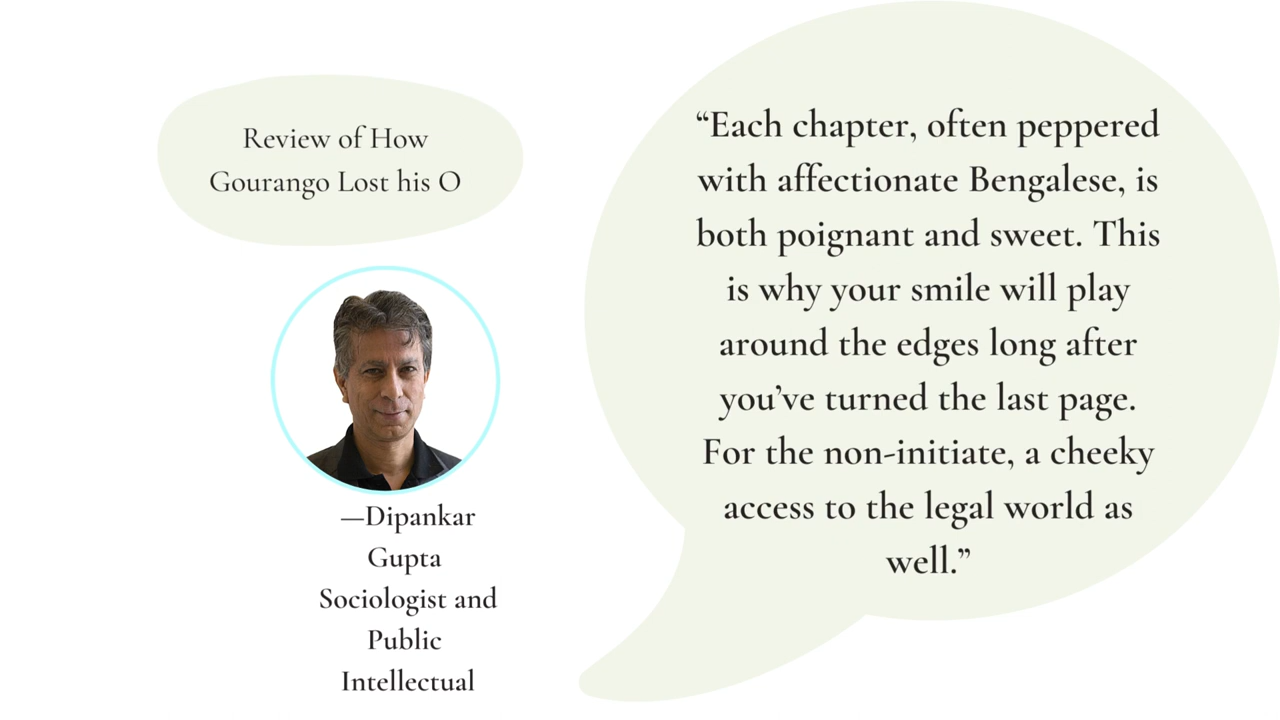 Review of How
Gourango Lost his O
—Dipankar
Gupta
Sociologist and
Public
Intellectual
“Each chapter, often peppered
with affectionate Bengalese, is
both poignant and sweet. This
is why your smile will play
around the edges long after
you’ve turned the last page.
For the non-initiate, a cheeky
access to the legal world as
well.”